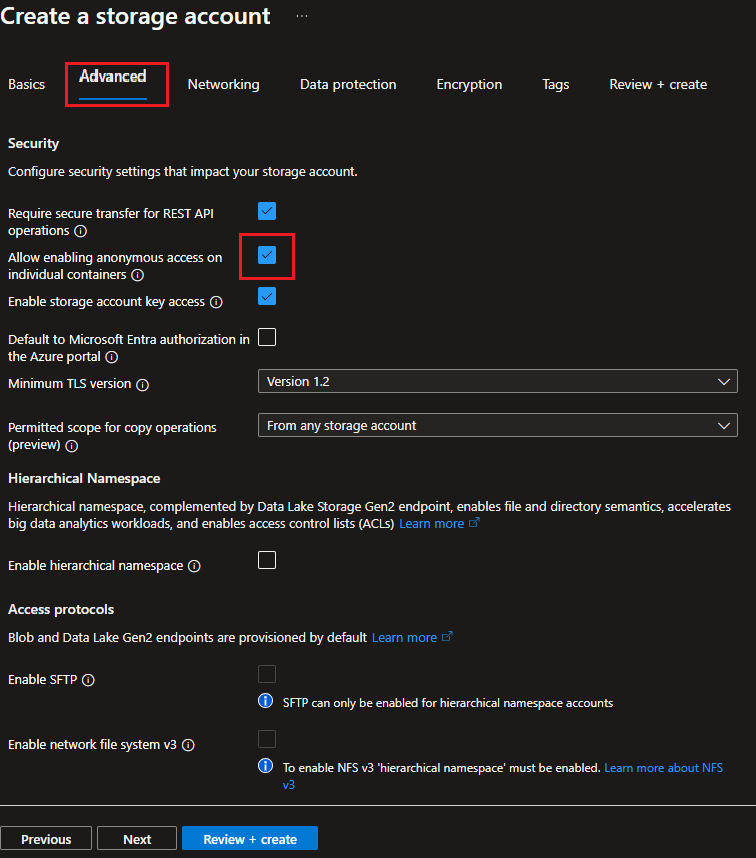 Create a storage account ...
Basics Advanced Networking Data protection Encryption Tags Review + create
Security
Configure security settings that impact your storage account.
Require secure transfer for REST API
operations
Allow enabling anonymous access on
individual containers
Enable storage account key access
Default to Microsoft Entra authorization in
the Azure portal
Minimum TLS version Version 1.2
Permitted scope for copy operations From any storage account
(preview)
Hierarchical Namespace
Hierarchical namespace, complemented by Data Lake Storage Gen2 endpoint, enables file and directory semantics, accelerates
big data analytics workloads, and enables access control lists (ACLs) Learn more
Enable hierarchical namespace
Access protocols
Blob and Data Lake Gen2 endpoints are provisioned by default Learn more
Enable SFTP
SFTP can only be enabled for hierarchical namespace accounts
Enable network file system v3
To enable NFS v3 'hierarchical namespace' must be enabled. Learn more about NFS
v3
Previous Next Review + create